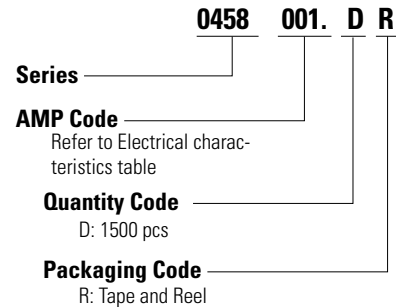 0458 001. D R
Series
AMP Code
Refer to Electrical charac-
teristics table
Quantity Code
D: 1500 pcs
Packaging Code
R: Tape and Reel